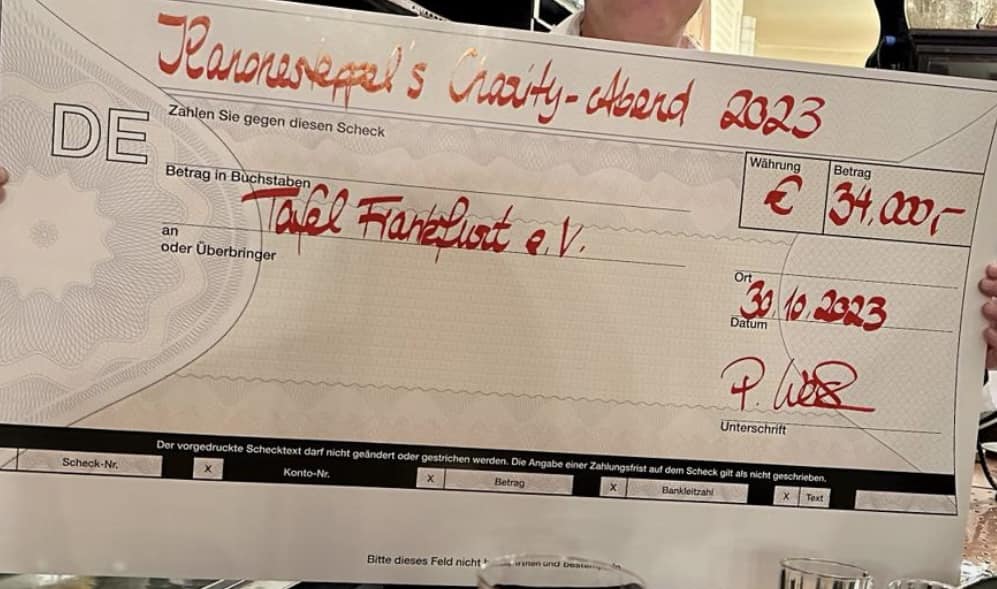 Kanonesteppel's Charity-Abend 2023
DE
Zahlen Sie gegen diesen Scheck
Währung
Betrag
€
34.000,-
Betrag in Buchstaben
Tafel Frankfurt e.V.
an
oder Überbringer
Ort
30.10.2023
Datum
P.
Unterschrift
Der vorgedruckte Schecktext darf nicht geändert oder gestrichen werden. Die Angabe einer Zahlungsfrist auf dem Scheck gilt als nicht geschrieben.
Scheck-Nr.
X
Konto-Nr.
X
Betrag
X
Bankleitzahl
X
Text
Bitte dieses Feld nicht
und